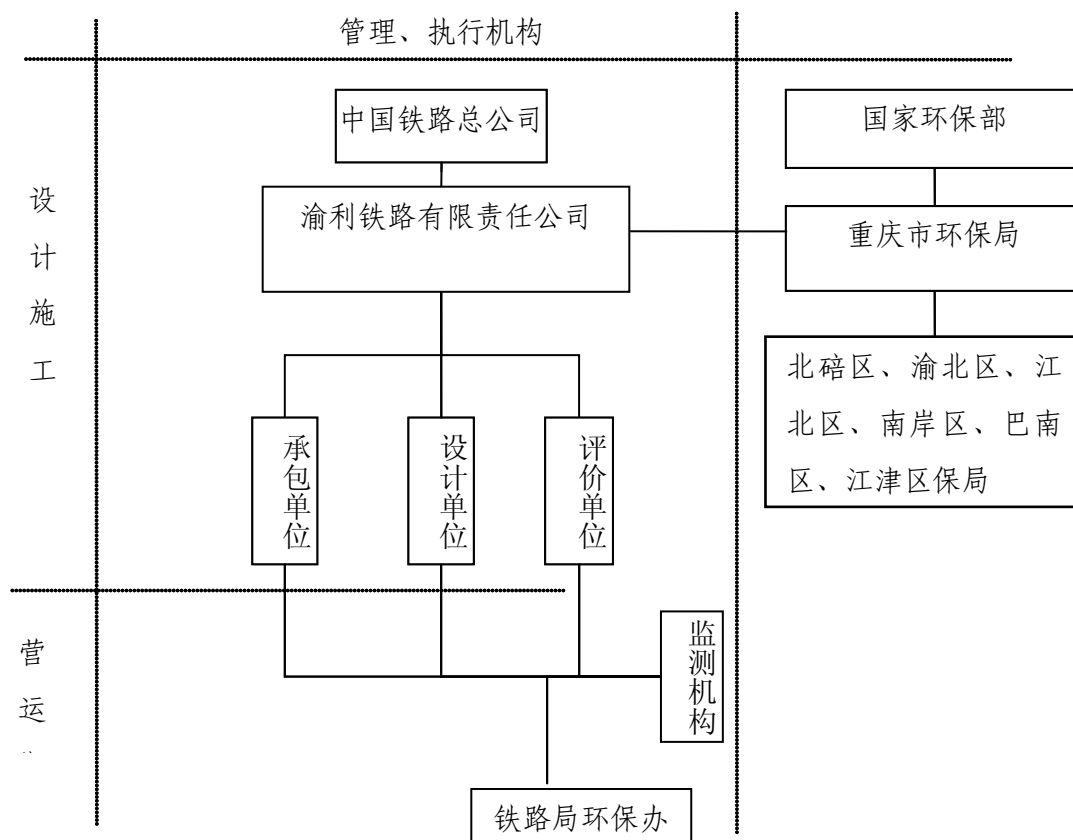 管理、执行机构
中国铁路总公司
国家环保部
渝利铁路有限责任公司
重庆市环保局
设计施工
北碚区、渝北区、江
北区、南岸区、巴南
区、江津区保局
承包单位
设计单位
评价单位
监测机构
营运
铁路局环保办